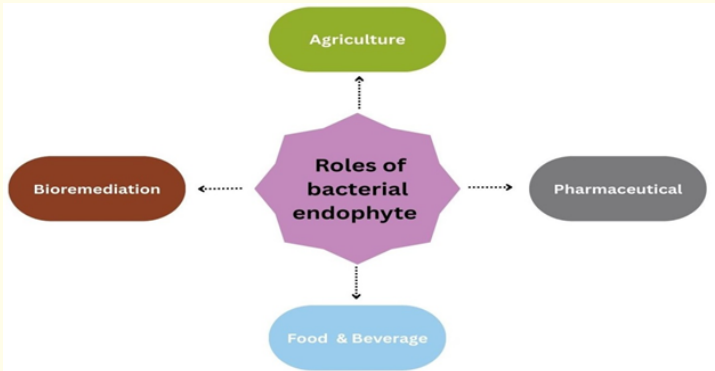 Agriculture
Bioremediation
Roles of
bacterial
endophyte
Pharmaceutical
Food & Beverage